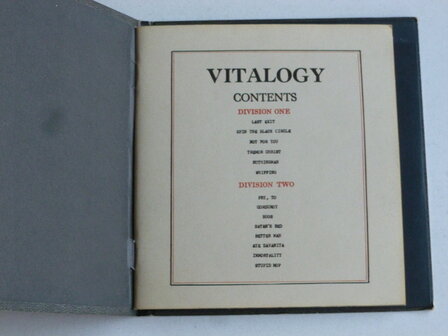 VITALOGY
CONTENTS
DIVISION ONE
LAST EXIT
SPIN THE BLACK CIRCLE
NOT FOR YOU
TREMOR CHRIST
NOTHINGMAN
WHIPPING
DIVISION TWO
PRY, TO
CORDUROY
BUGS
SATAN'S BED
BETTER MAN
AYE DAVANITA
IMMORTALITY
STUPID MOP